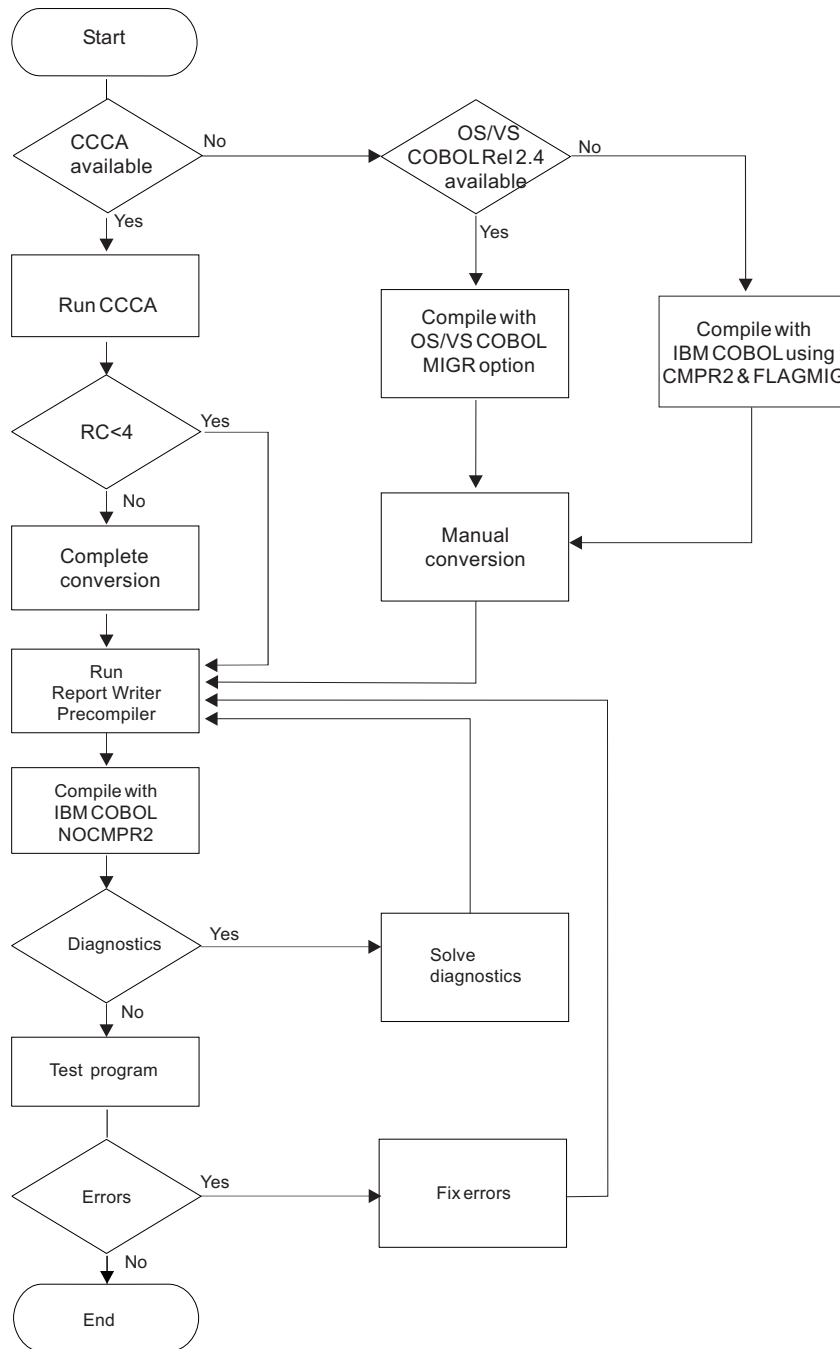 Start
CCCA
available
No
OS/VS
COBOL Rel 2.4
available
No
Yes
Yes
Run CCCA
Compile with
OS/VS COBOL
MIGR option
Compile with
IBM COBOL using
CMPR2 & FLAGMIG
RC<4
Yes
No
Complete
conversion
Manual
conversion
Run
Report Writer
Precompiler
Compile with
IBM COBOL
NOCMPR2
Diagnostics
Yes
Solve
diagnostics
No
Test program
Errors
Yes
Fix errors
No
End